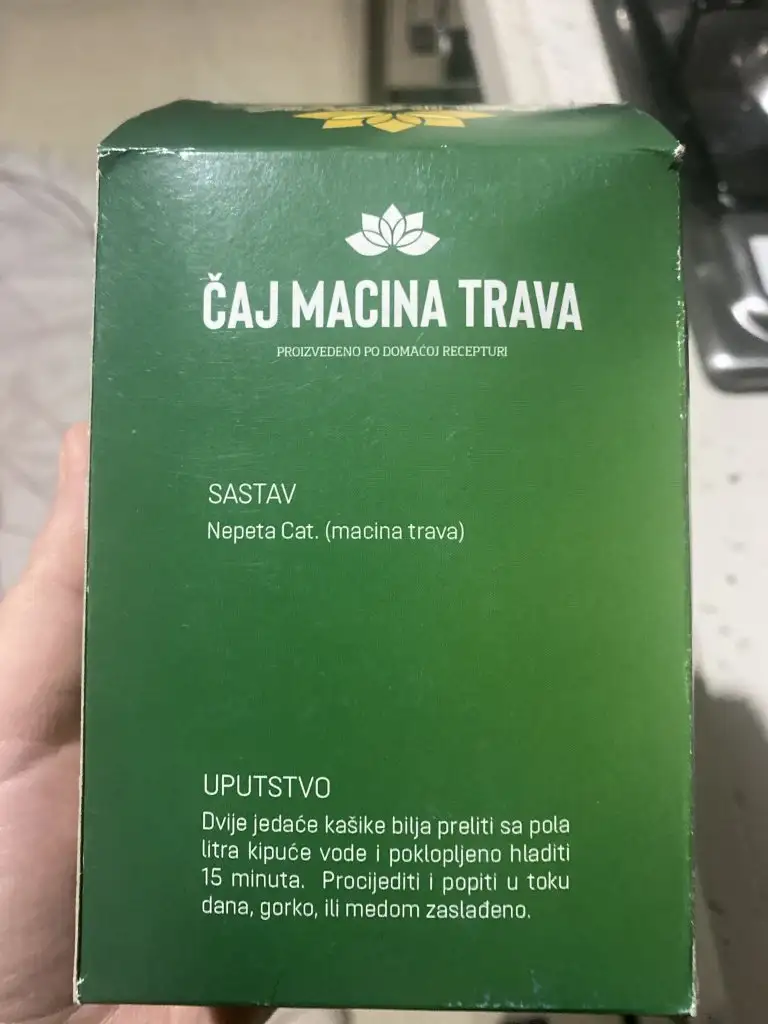 ČAJ MACINA TRAVA
PROIZVEDENO PO DOMAĆOJ RECEPTURI
SASTAV
Nepeta Cat. (macina trava)
UPUTSTVO
Dvije jedaće kašike bilja preliti sa pola
litra kipuće vode i poklopljeno hladiti
15 minuta. Procijediti i popiti u toku
dana, gorko, ili medom zaslađeno.